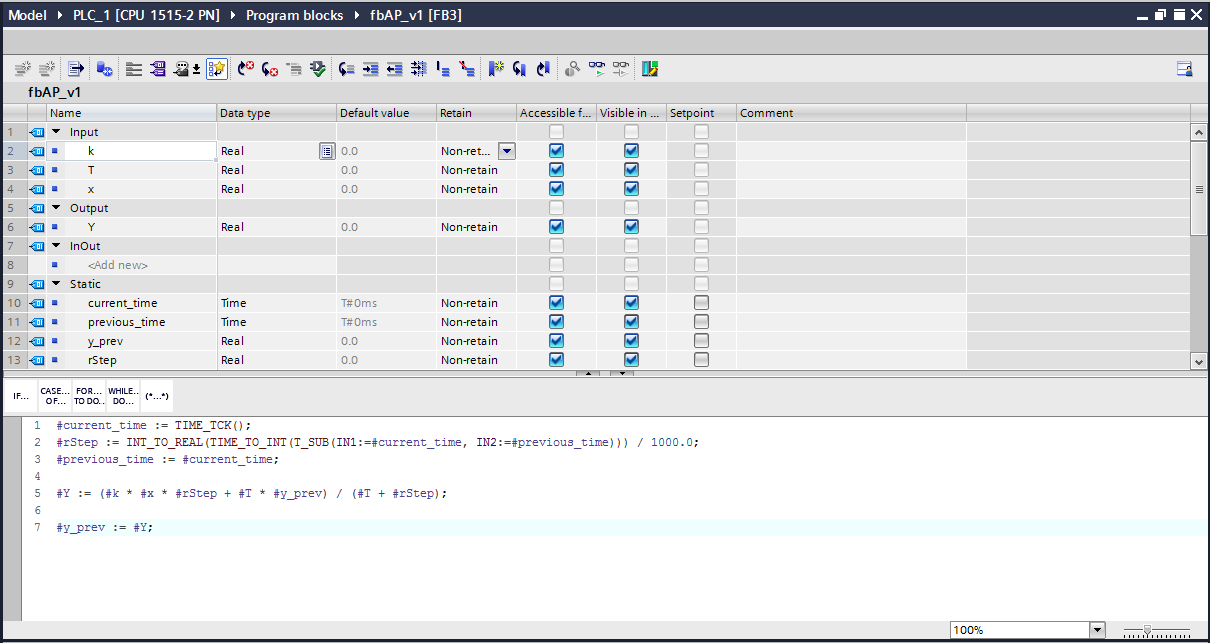 Model PLC_1 [CPU 1515-2 PN] Program blocks fbAP_v1 [FB3]
fbAP_v1
Name Data type Default value Retain Accessible f... Visible in ... Setpoint Comment
1 Input
2 k Real 0.0 Non-ret...
3 T Real 0.0 Non-retain
4 x Real 0.0 Non-retain
5 Output
6 Y Real 0.0 Non-retain
7 InOut
8 <Add new>
9 Static
10 current_time Time T#0ms Non-retain
11 previous_time Time T#0ms Non-retain
12 y_prev Real 0.0 Non-retain
13 rStep Real 0.0 Non-retain
IF... CASE... FOR... WHILE.. (*...*)
OF... TO DO.. DO...
1 #current_time := TIME_TCK();
2 #rStep := INT_TO_REAL(TIME_TO_INT(T_SUB(IN1:=#current_time, IN2:=#previous_time))) / 1000.0;
3 #previous_time := #current_time;
4
5 #Y := (#k * #x * #rStep + #T * #y_prev) / (#T + #rStep);
6
7 #y_prev := #Y;
100%